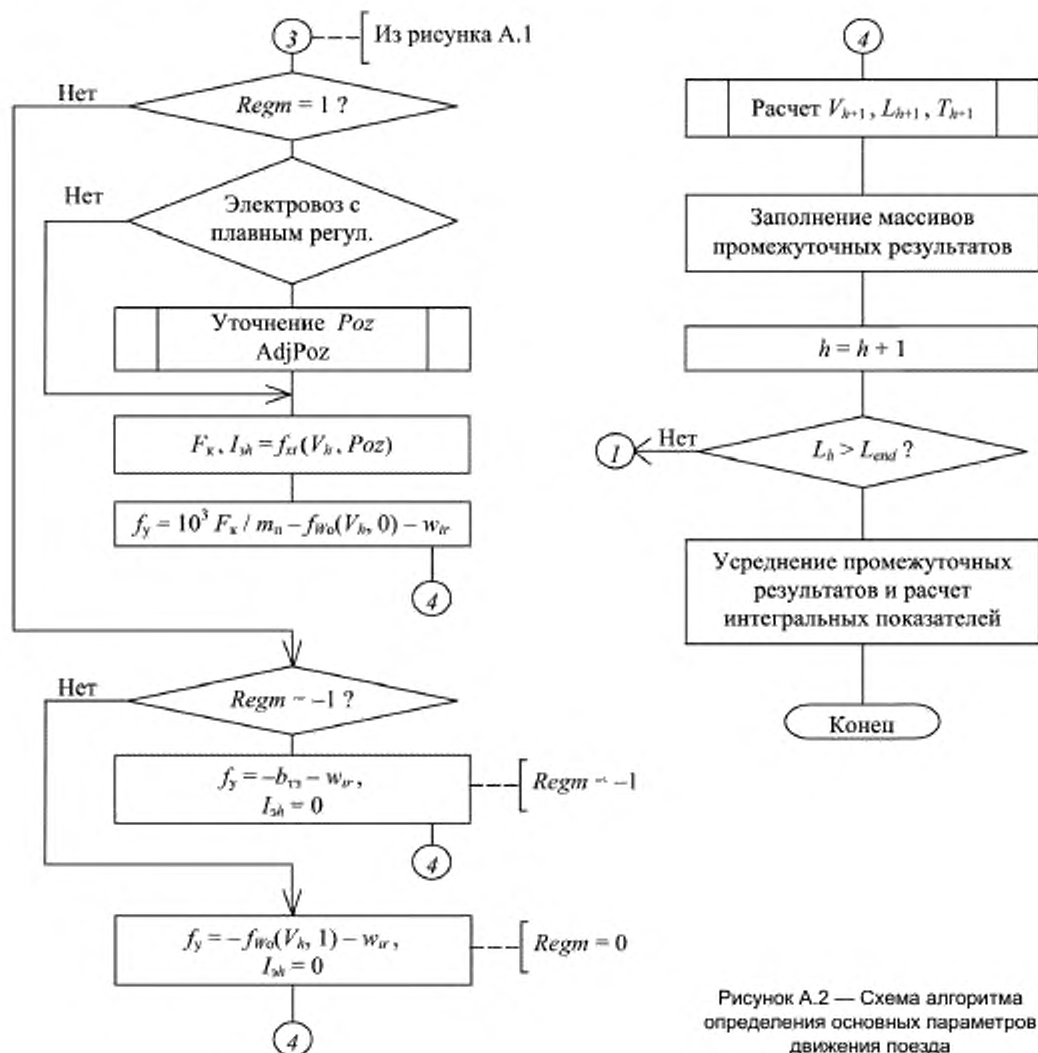 3
Из рисунка А.1
Нет
Regm = 1 ?
Нет
Электровоз с
плавным регул.
Уточнение Poz
AdjPoz
Fк, Iэh = fxt(Vh, Poz)
fу = 10³ Fк / mп – fWo(Vh, 0) – wir
4
Нет
Regm = –1 ?
fу = –bтэ – wir,
Iэh = 0
Regm = –1
4
fу = –fWo(Vh, 1) – wir,
Iэh = 0
Regm = 0
4
4
Расчет Vh+1, Lh+1, Th+1
Заполнение массивов
промежуточных результатов
h = h + 1
1
Нет
Lh > Lend ?
Усреднение промежуточных
результатов и расчет
интегральных показателей
Конец
Рисунок А.2 — Схема алгоритма
определения основных параметров
движения поезда